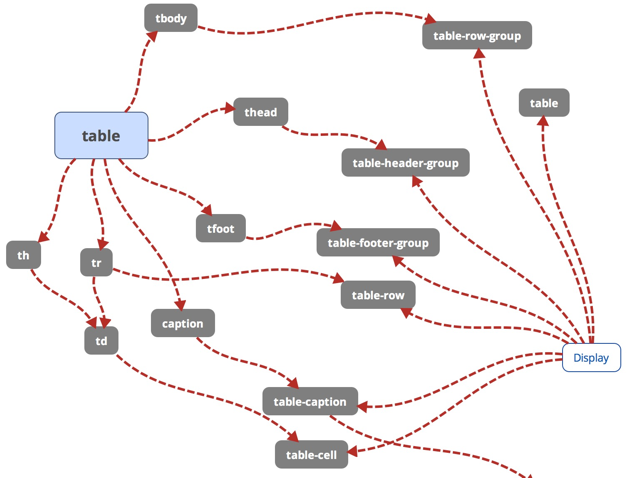 tbody
table-row-group
table
thead
table
table-header-group
tfoot
table-footer-group
th
tr
table-row
caption
td
Display
table-caption
table-cell